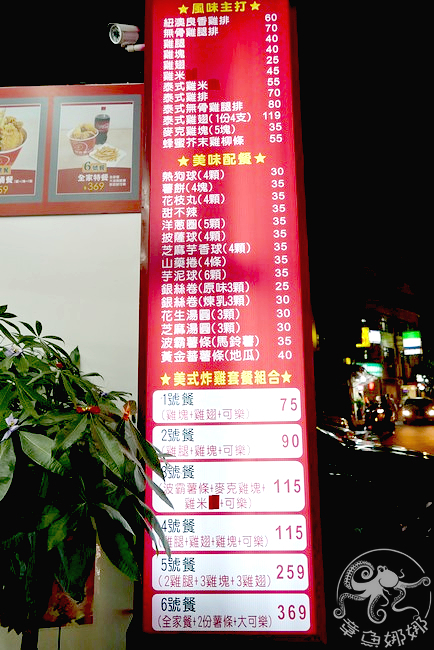 ★風味主打★
紐澳良香雞排 60
無骨雞腿排 70
雞腿 40
雞塊 40
雞翅 25
雞米 45
泰式雞米 55
泰式雞排 70
泰式無骨雞腿排 80
泰式雞翅(1份4支) 119
麥克雞塊(5塊) 35
蜂蜜芥末雞柳條 55
★美味配餐★
熱狗球(4顆) 30
薯餅(4塊) 35
花枝丸(4顆) 35
甜不辣 35
洋蔥圈(5顆) 35
披薩球(4顆) 35
芝麻芋香球(4顆) 35
山藥捲(4條) 35
芋泥球(6顆) 35
銀絲卷(原味3顆) 25
銀絲卷(煉乳3顆) 30
花生湯圓(3顆) 30
芝麻湯圓(3顆) 30
波霸薯條(馬鈴薯) 35
黃金蕃薯條(地瓜) 40
★美式炸雞套餐組合★
1號餐 75
(雞塊+雞翅+可樂)
2號餐 90
(雞腿+雞塊+可樂)
3號餐 115
(波霸薯條+麥克雞塊+
雞米+可樂)
4號餐 115
(雞腿+雞翅+雞塊+可樂)
5號餐 259
(2雞腿+3雞塊+3雞翅)
6號餐 369
(全家餐+2份薯條+大可樂)
6號餐
全家特餐
$369
章魚娜娜